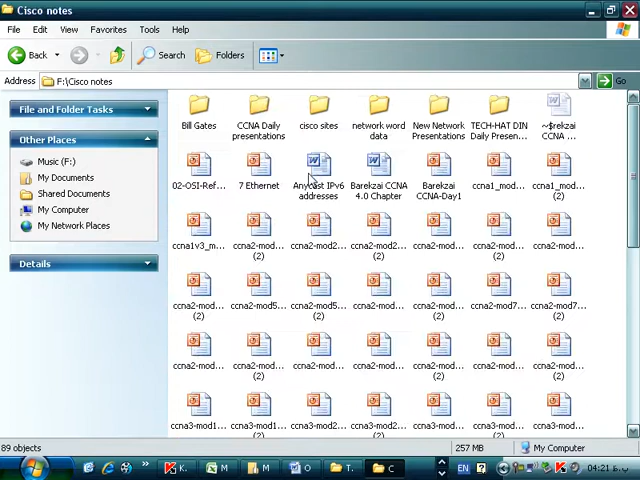 Cisco notes
File Edit View Favorites Tools Help
Back Search Folders
Address F:\Cisco notes Go
File and Folder Tasks
Other Places
Music (F:)
My Documents
Shared Documents
My Computer
My Network Places
Details
Bill Gates
CCNA Daily
presentations
cisco sites
network word
data
New Network
Presentations
TECH-HAT DIN
Daily Presen...
~$rekzai
CCNA ...
02-OSI-Ref...
7 Ethernet
Anycast IPv6
addresses
Barekzai CCNA
4.0 Chapter
Barekzai
CCNA-Day1
ccna1_mod...
ccna1_mod...
(2)
ccna1v3_m...
ccna2-mod...
(2)
ccna2-mod2...
ccna2-mod2...
(2)
ccna2-mod...
ccna2-mod...
ccna2-mod...
(2)
ccna2-mod...
(2)
ccna2-mod5...
ccna2-mod5...
(2)
ccna2-mod...
ccna2-mod...
(2)
ccna2-mod7...
ccna2-mod7...
(2)
ccna2-mod...
ccna2-mod...
(2)
ccna2-mod...
ccna2-mod...
(2)
ccna2-mod...
ccna2-mod...
ccna2-mod...
(2)
ccna3-mod1...
ccna3-mod1...
ccna3-mod2...
ccna3-mod2...
ccna3-mod...
ccna3-mod...
ccna3-mod...
89 objects 257 MB My Computer
K. M M O T. C EN 04:21